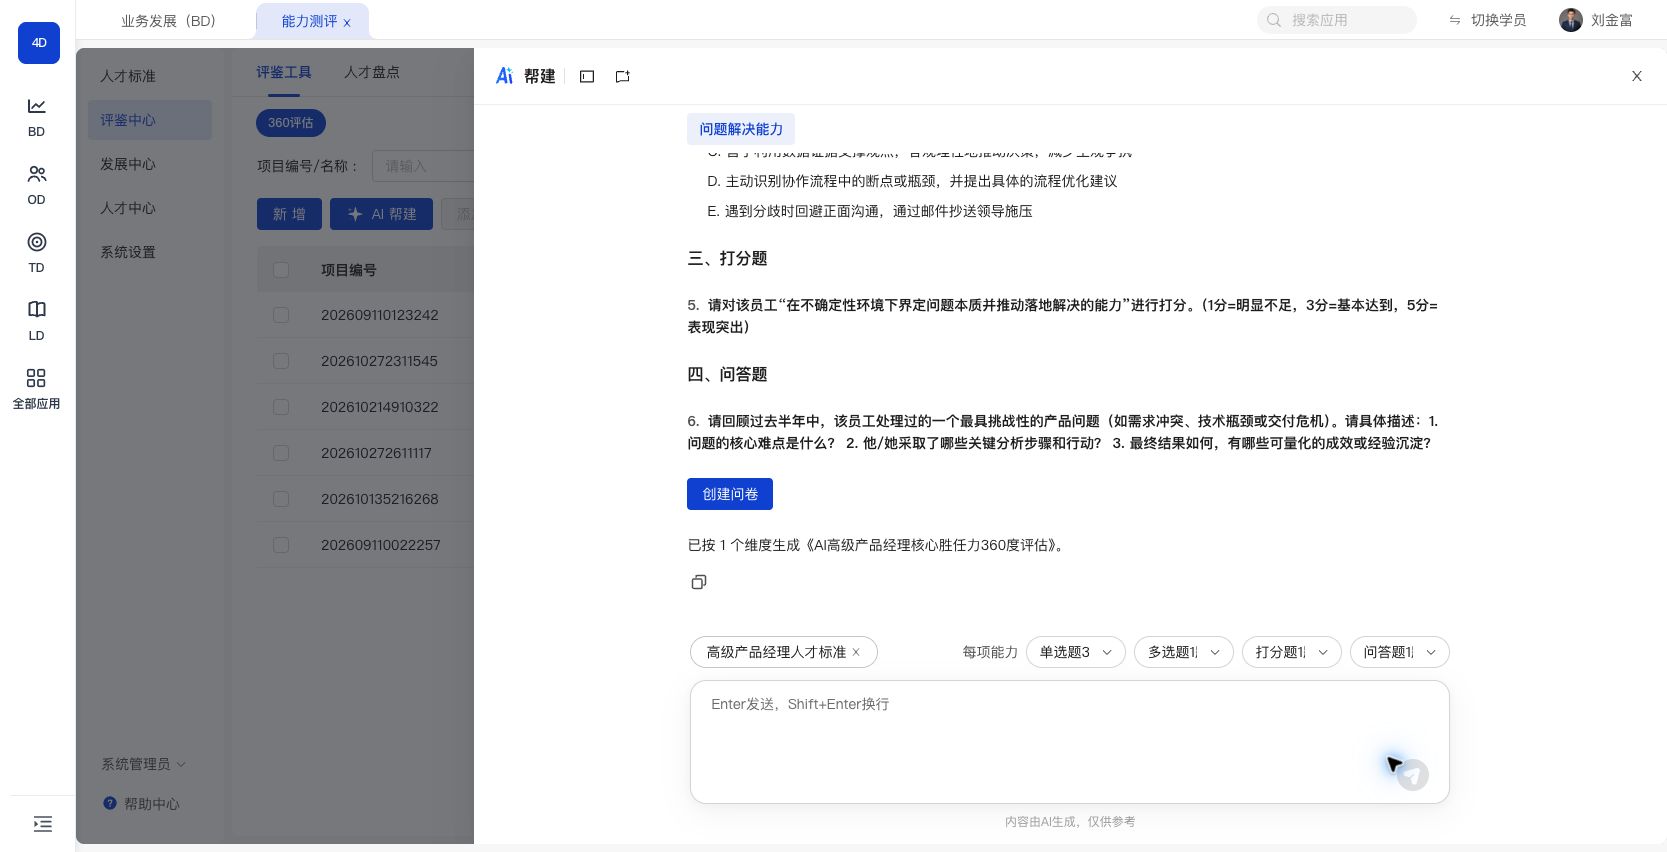 4D
业务发展（BD）
能力测评 x
搜索应用
切换学员
刘金富
BD
OD
TD
LD
全部应用
人才标准
评鉴中心
发展中心
人才中心
系统设置
系统管理员
帮助中心
评鉴工具
人才盘点
360评估
项目编号/名称：
请输入
新 增
AI 帮建
项目编号
202609110123242
202610272311545
202610214910322
202610272611117
202610135216268
202609110022257
Ai 帮建
X
问题解决能力
D. 主动识别协作流程中的断点或瓶颈，并提出具体的流程优化建议
E. 遇到分歧时回避正面沟通，通过邮件抄送领导施压
三、打分题
5. 请对该员工“在不确定性环境下界定问题本质并推动落地解决的能力”进行打分。（1分=明显不足，3分=基本达到，5分=
表现突出）
四、问答题
6. 请回顾过去半年中，该员工处理过的一个最具挑战性的产品问题（如需求冲突、技术瓶颈或交付危机）。请具体描述：1.
问题的核心难点是什么？ 2. 他/她采取了哪些关键分析步骤和行动？ 3. 最终结果如何，有哪些可量化的成效或经验沉淀？
创建问卷
已按 1 个维度生成《AI高级产品经理核心胜任力360度评估》。
高级产品经理人才标准 ×
每项能力
单选题3
多选题1
打分题1
问答题1
Enter发送，Shift+Enter换行
内容由AI生成，仅供参考